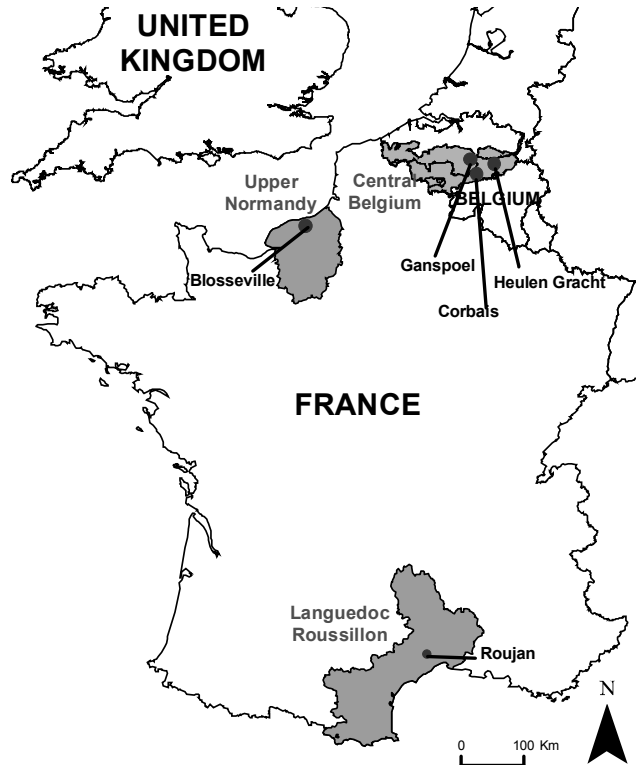 UNITED
KINGDOM
Upper
Normandy
Central
Belgium
BELGIUM
Blosseville
Ganspoel
Heulen Gracht
Corbais
FRANCE
Languedoc
Roussillon
Roujan
N
0 100 Km